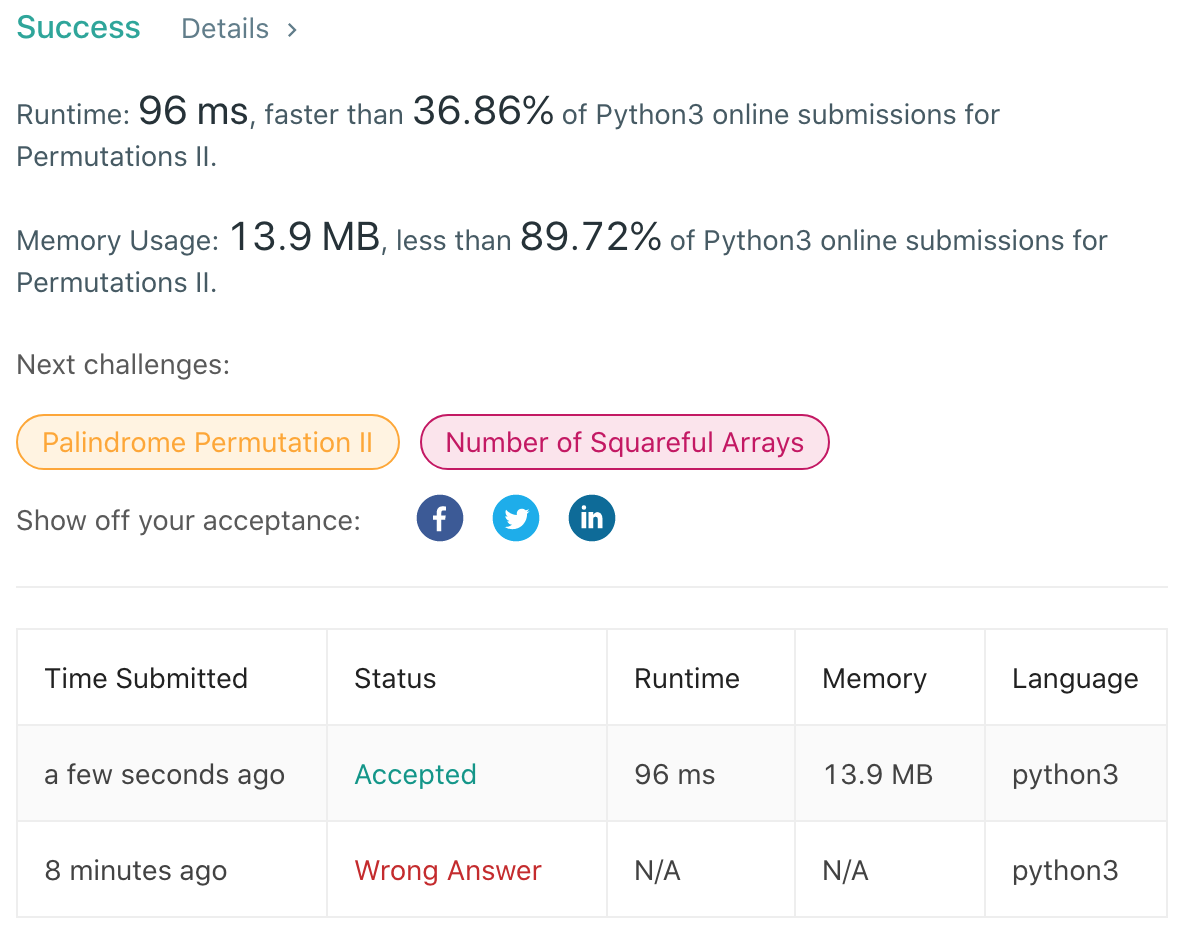 Success Details >
Runtime: 96 ms, faster than 36.86% of Python3 online submissions for
Permutations II.
Memory Usage: 13.9 MB, less than 89.72% of Python3 online submissions for
Permutations II.
Next challenges:
Palindrome Permutation II Number of Squareful Arrays
Show off your acceptance: f in
Time Submitted Status Runtime Memory Language
a few seconds ago Accepted 96 ms 13.9 MB python3
8 minutes ago Wrong Answer N/A N/A python3